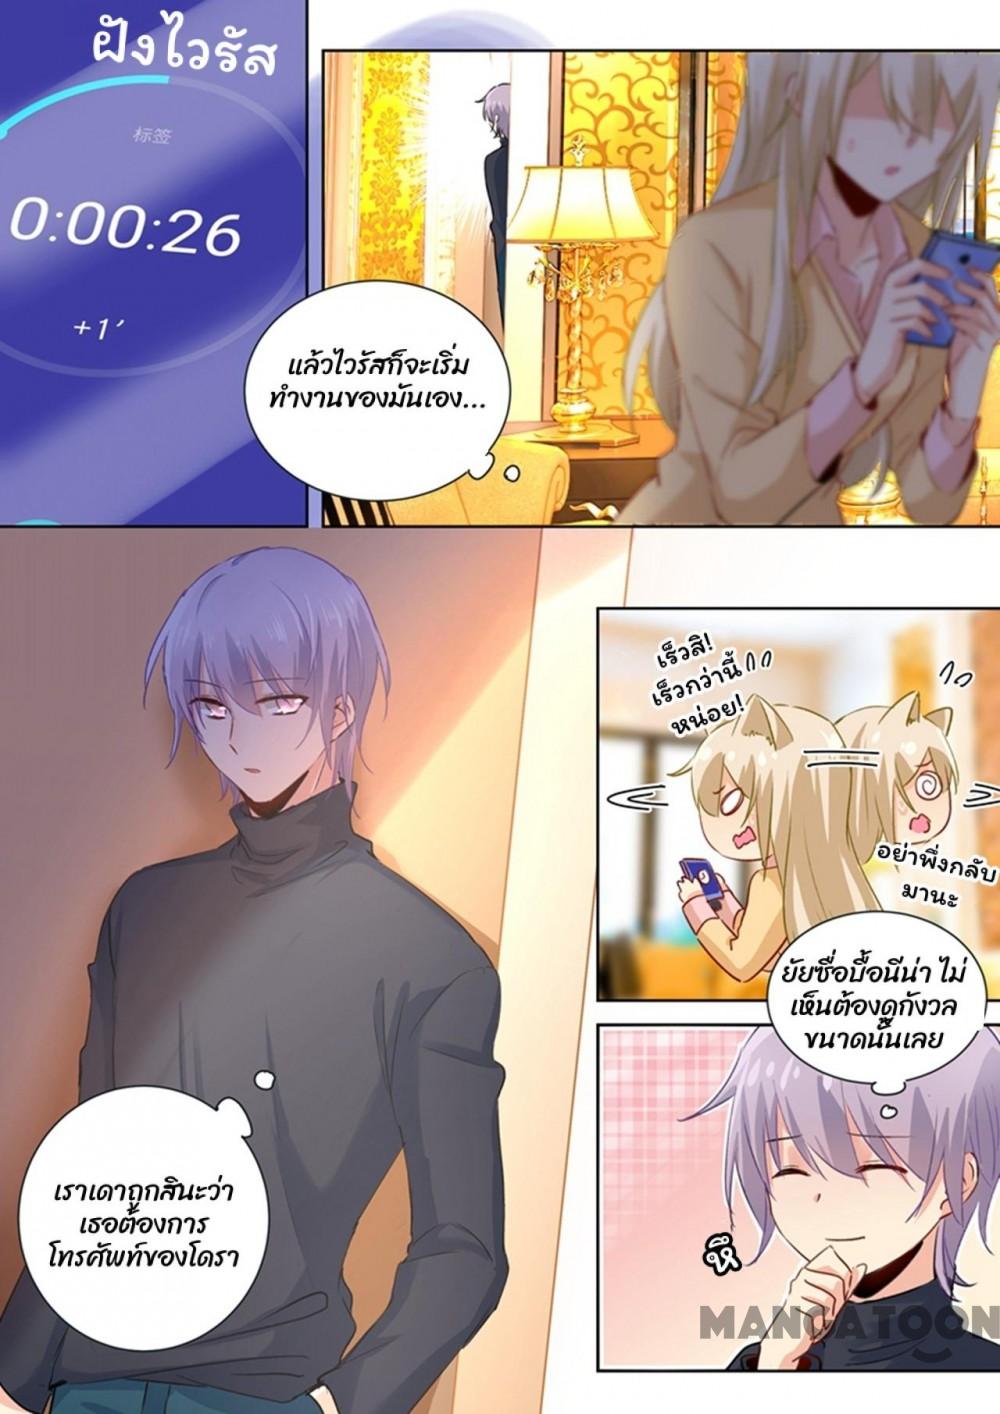 ฝังไวรัส
标签
0:00:26
+1′
แล้วไวรัสก็จะเริ่ม
ทำงานของมันเอง...
เร็วสิ!
เร็วกว่านี้
หน่อย!
อย่าพึ่งกลับ
มานะ
ยัยซื่อบื้อนีน่า ไม่
เห็นต้องดูกังวล
ขนาดนั้นเลย
เราเดาถูกสินะว่า
เธอต้องการ
โทรศัพท์ของโดรา
หึ
MANGATOON